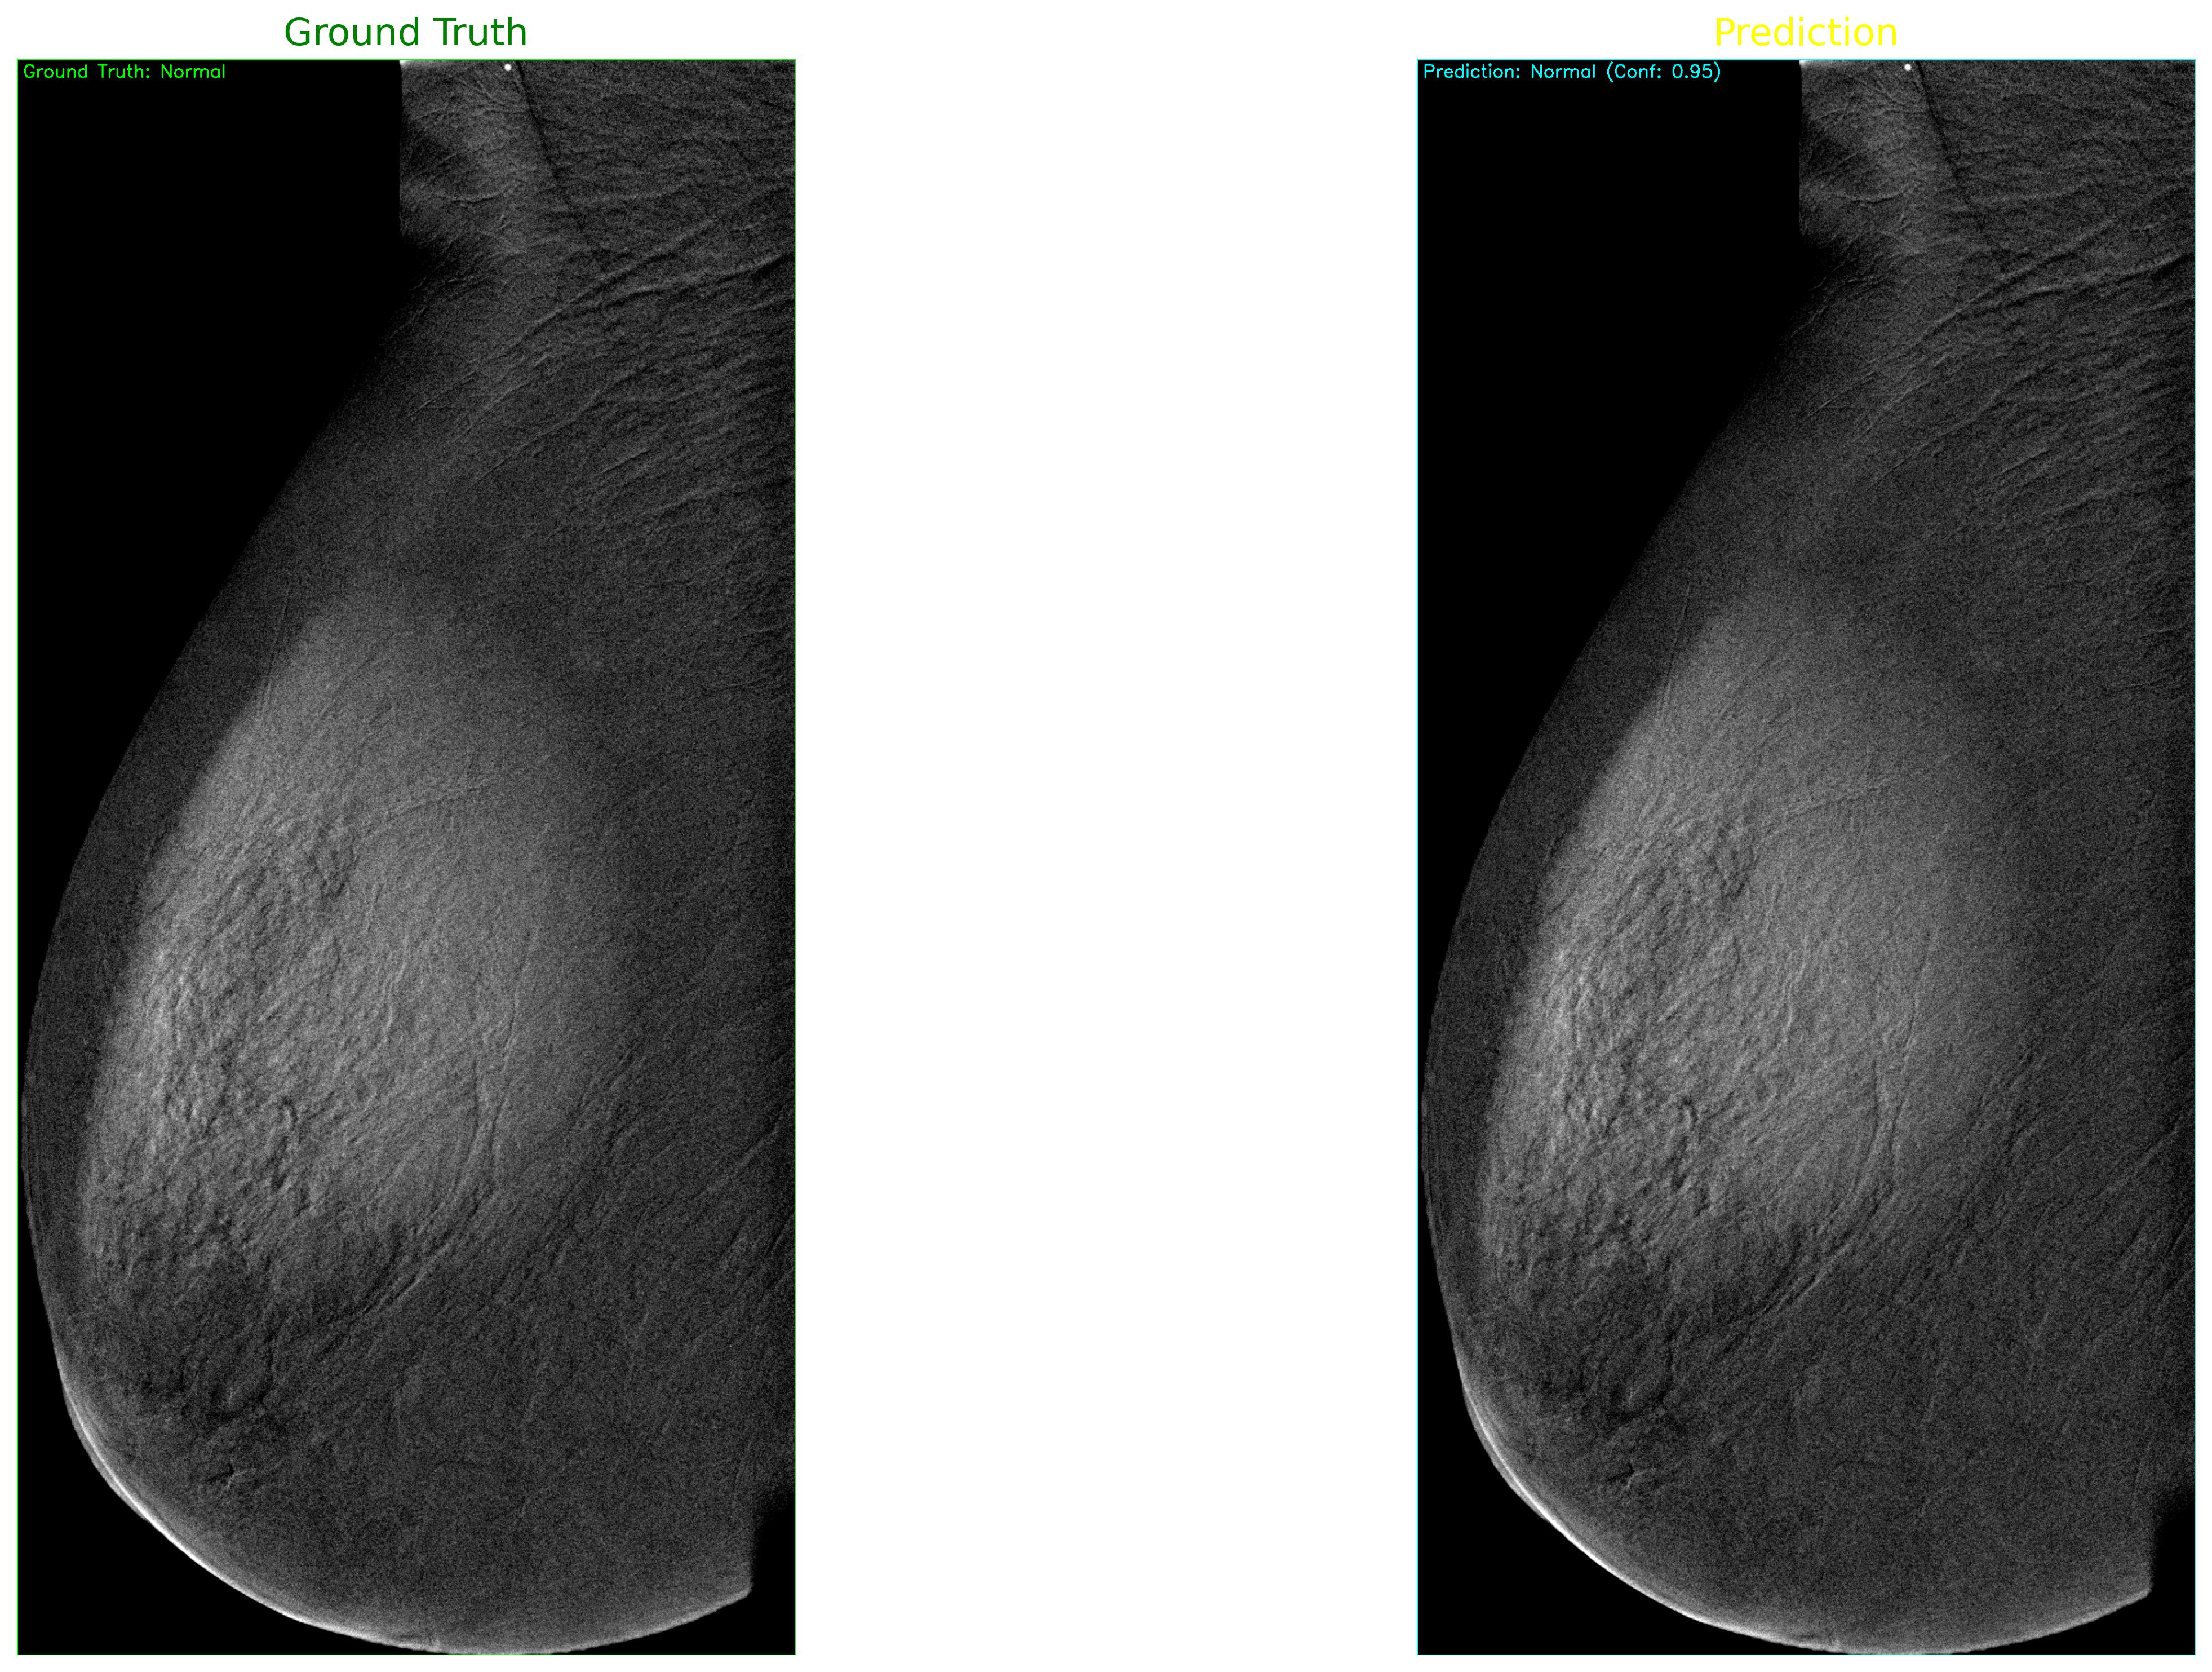 Ground Truth
Prediction
Ground Truth: Normal
Prediction: Normal (Conf: 0.95)